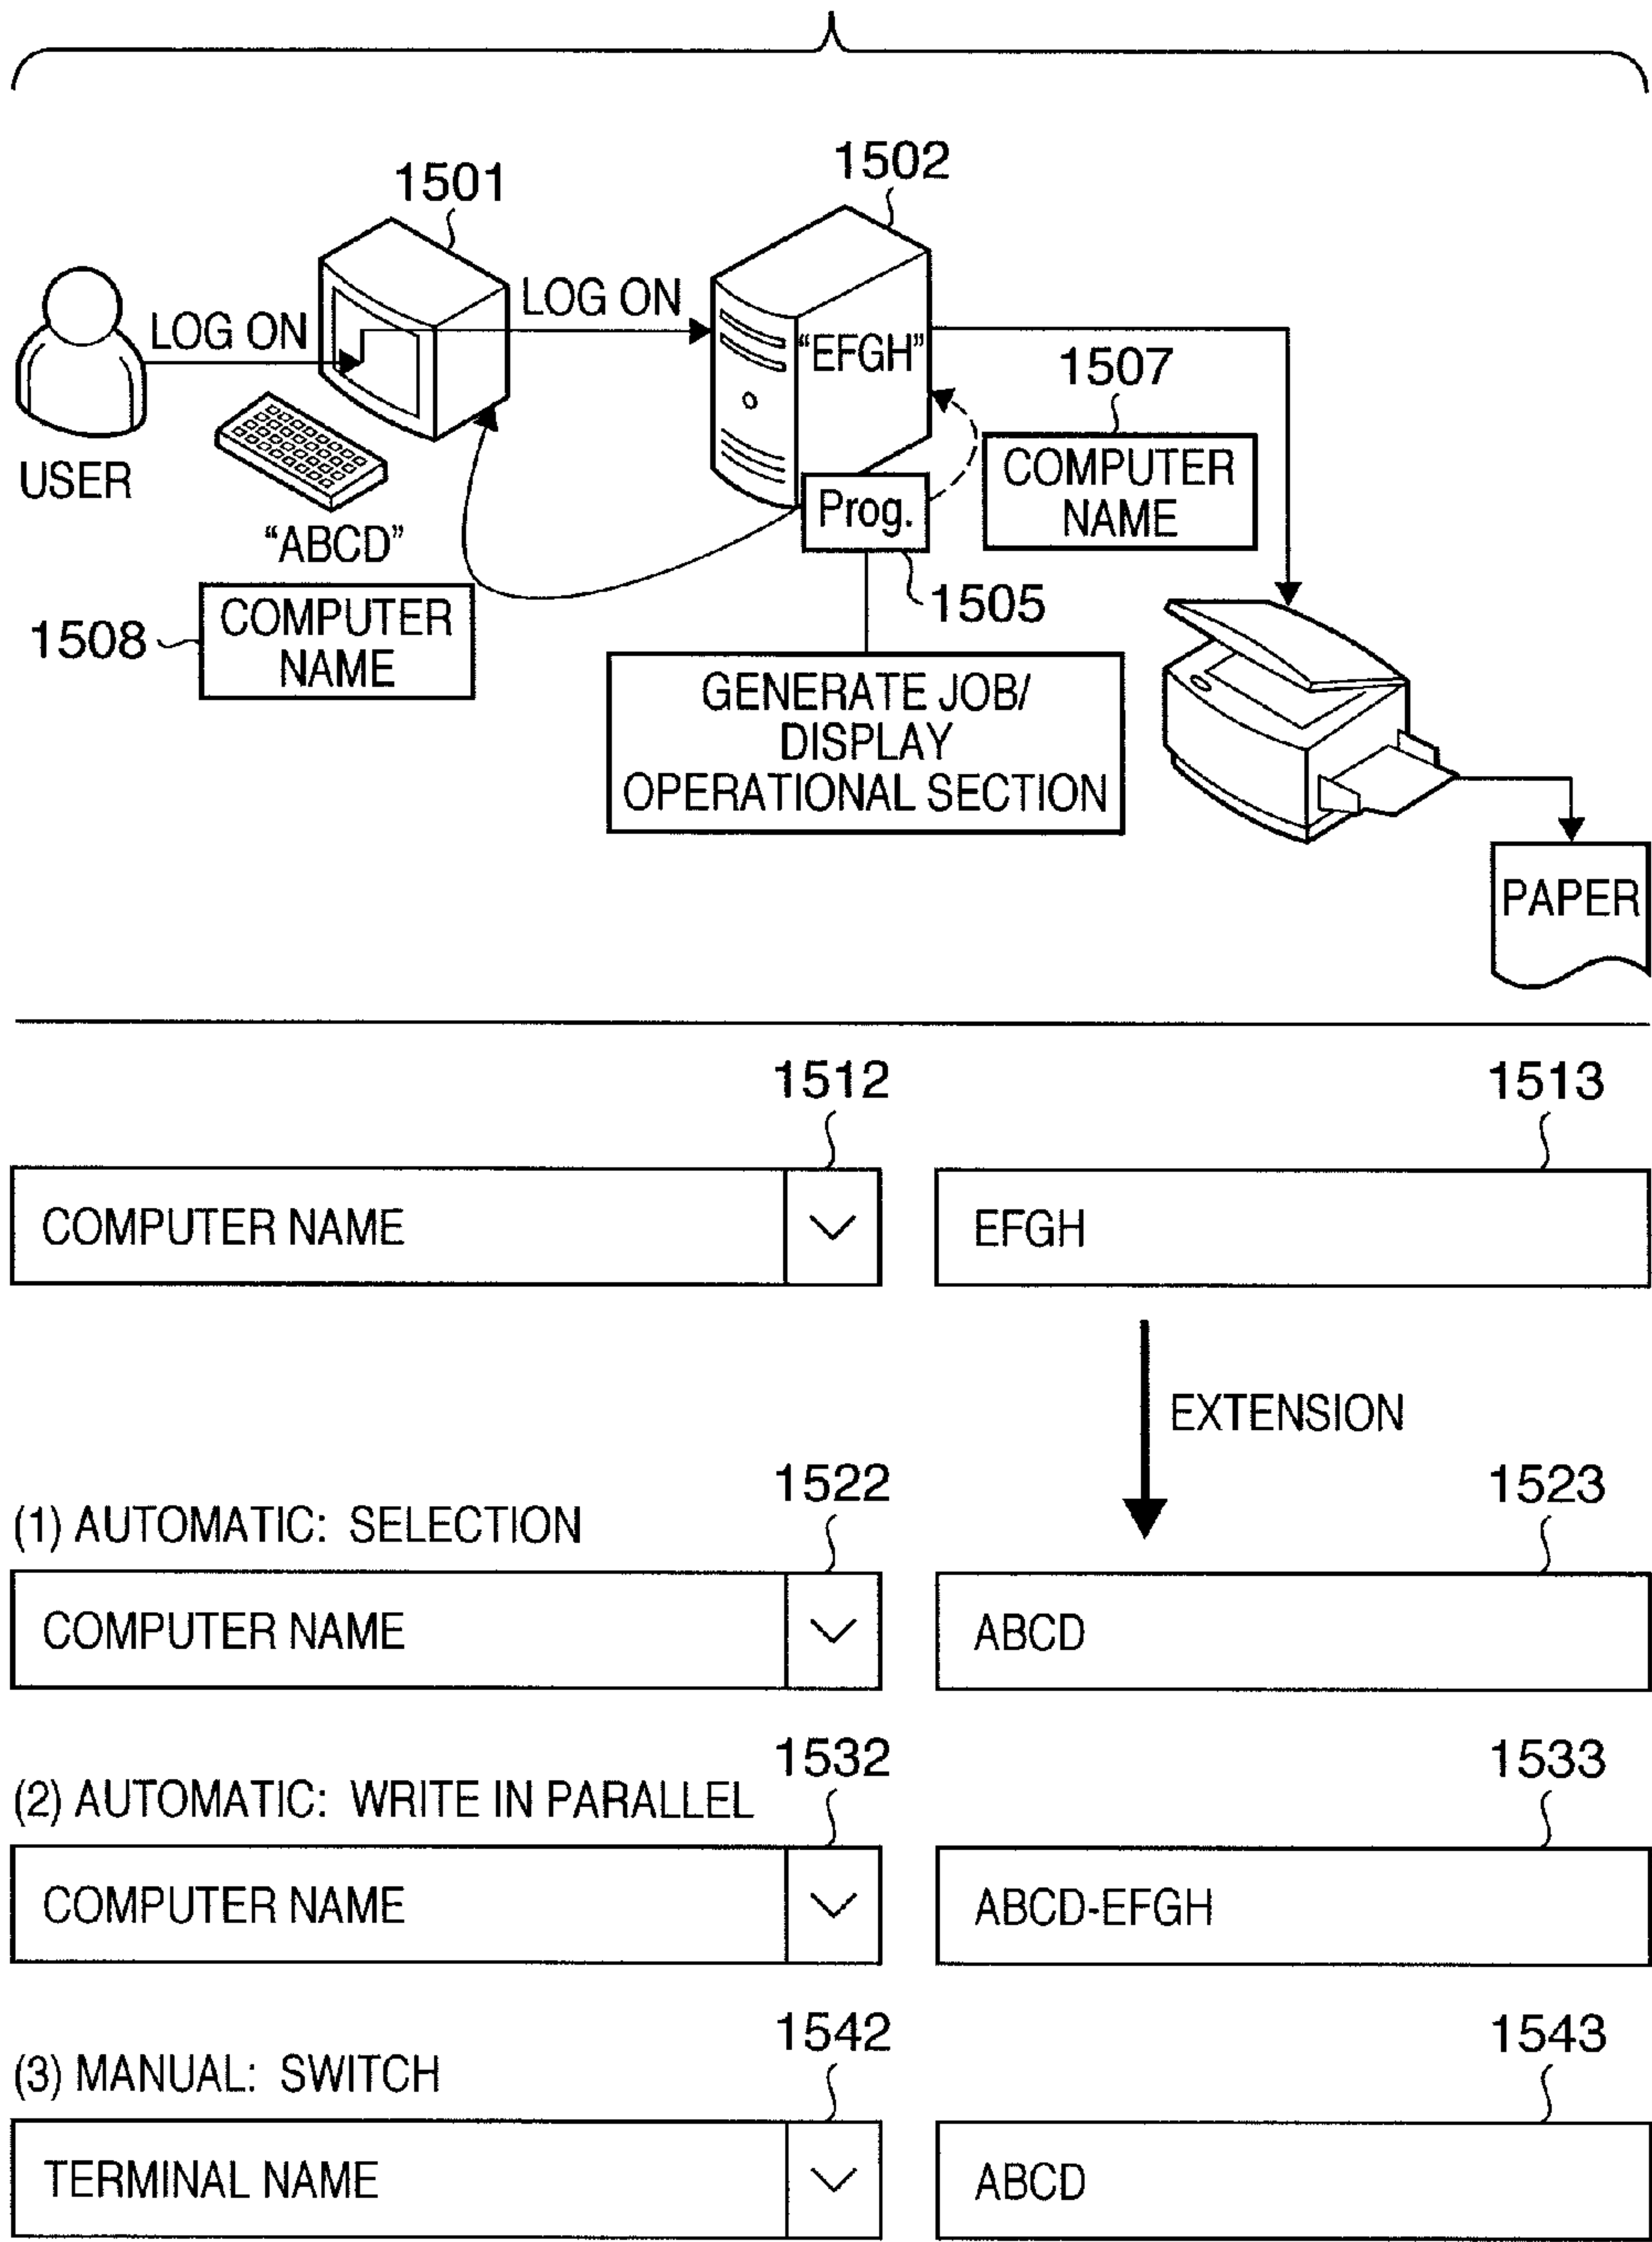 1501
1502
LOG ON
LOG ON
"EFGH"
1507
COMPUTER
NAME
USER
"ABCD"
Prog.
1505
1508
COMPUTER
NAME
GENERATE JOB/
DISPLAY
OPERATIONAL SECTION
PAPER
1512
1513
COMPUTER NAME
EFGH
EXTENSION
1522
1523
(1) AUTOMATIC: SELECTION
COMPUTER NAME
ABCD
1532
1533
(2) AUTOMATIC: WRITE IN PARALLEL
COMPUTER NAME
ABCD-EFGH
1542
1543
(3) MANUAL: SWITCH
TERMINAL NAME
ABCD